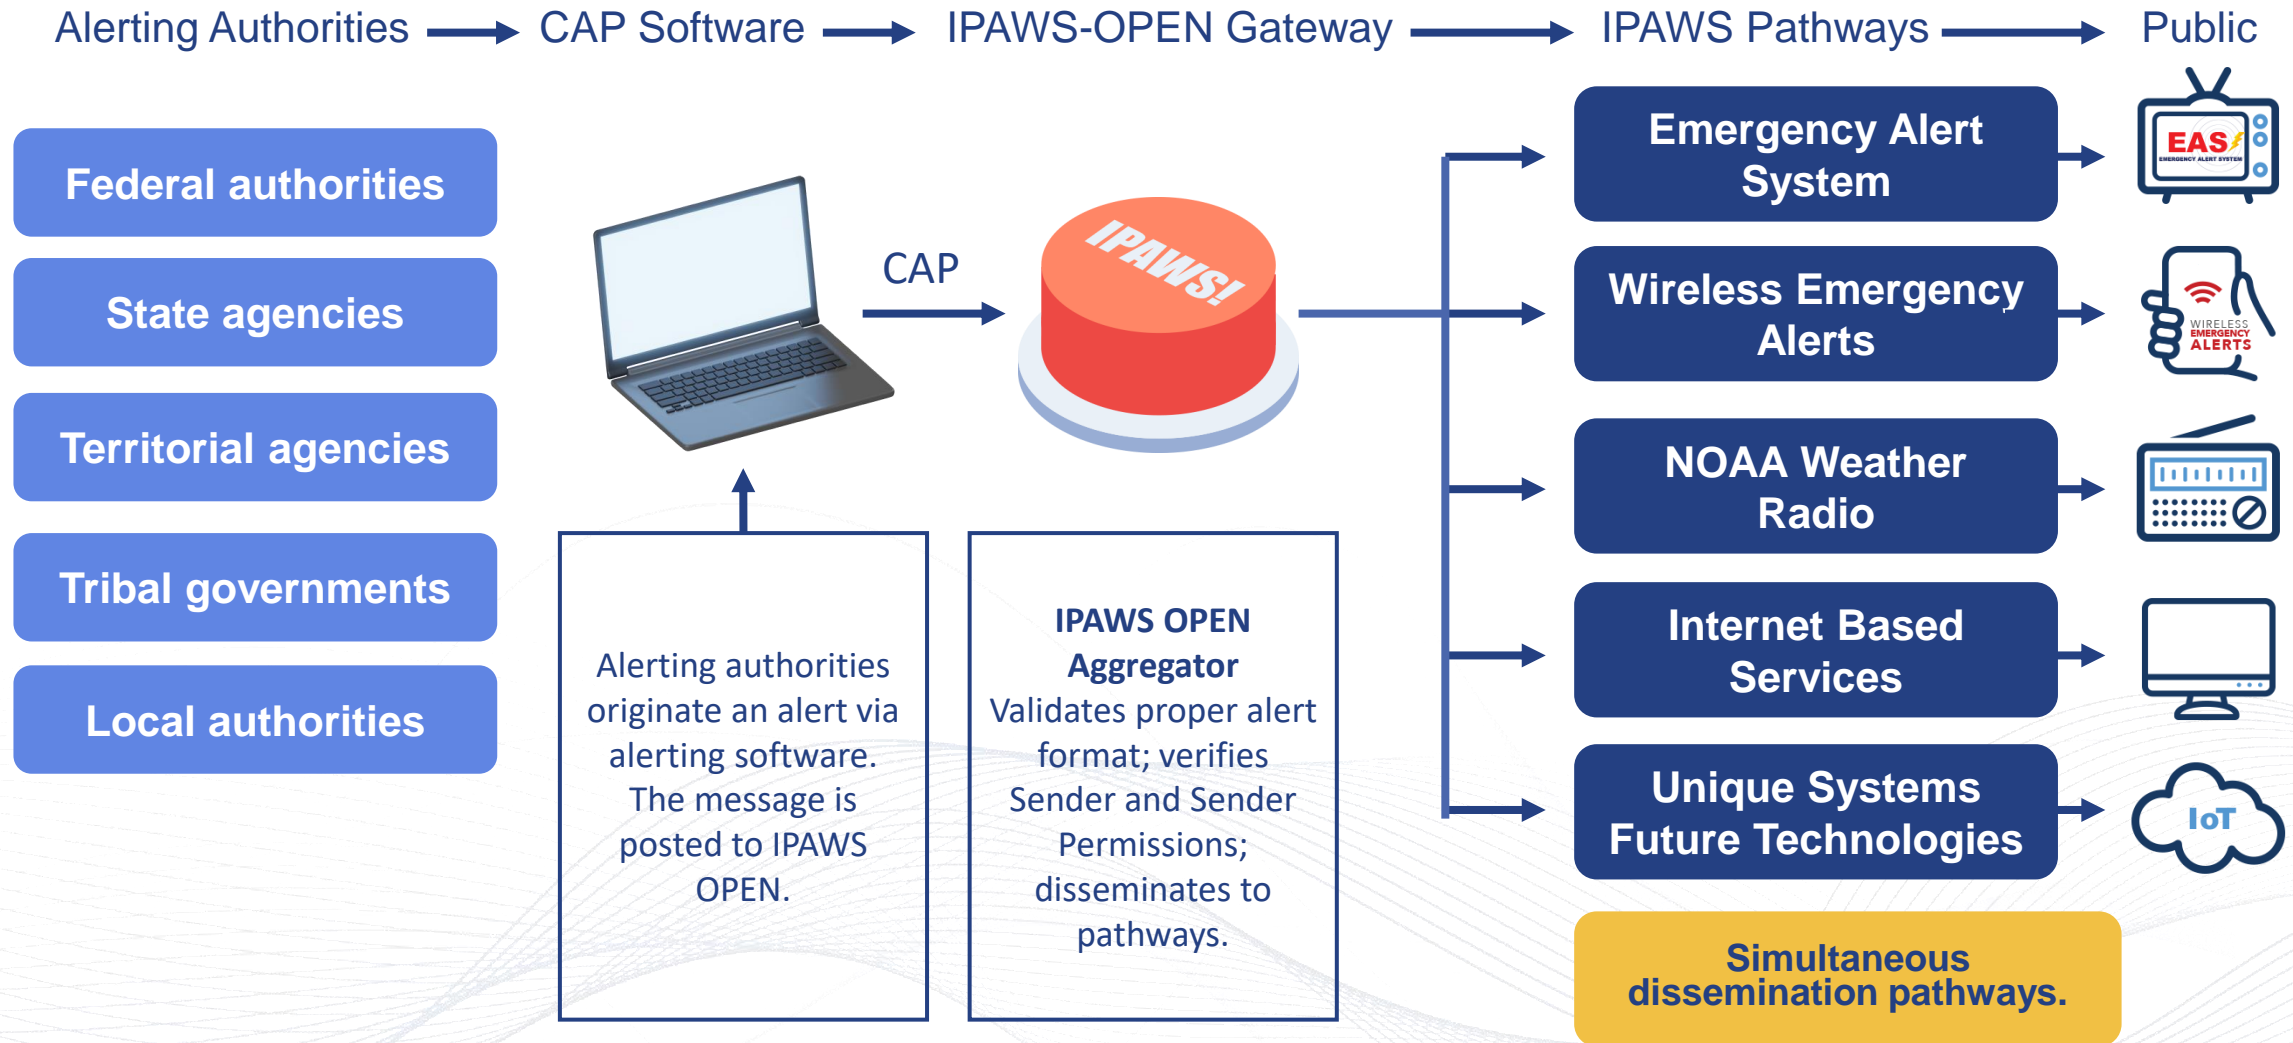 Alerting Authorities CAP Software IPAWS-OPEN Gateway IPAWS Pathways Public
Federal authorities
State agencies
Territorial agencies
Tribal governments
Local authorities
CAP
Alerting authorities
originate an alert via
alerting software.
The message is
posted to IPAWS
OPEN.
IPAWS!
IPAWS OPEN
Aggregator
Validates proper alert
format; verifies
Sender and Sender
Permissions;
disseminates to
pathways.
Emergency Alert
System
EAS
EMERGENCY ALERT SYSTEM
Wireless Emergency
Alerts
WIRELESS
EMERGENCY
ALERTS
NOAA Weather
Radio
Internet Based
Services
Unique Systems
Future Technologies
IoT
Simultaneous
dissemination pathways.